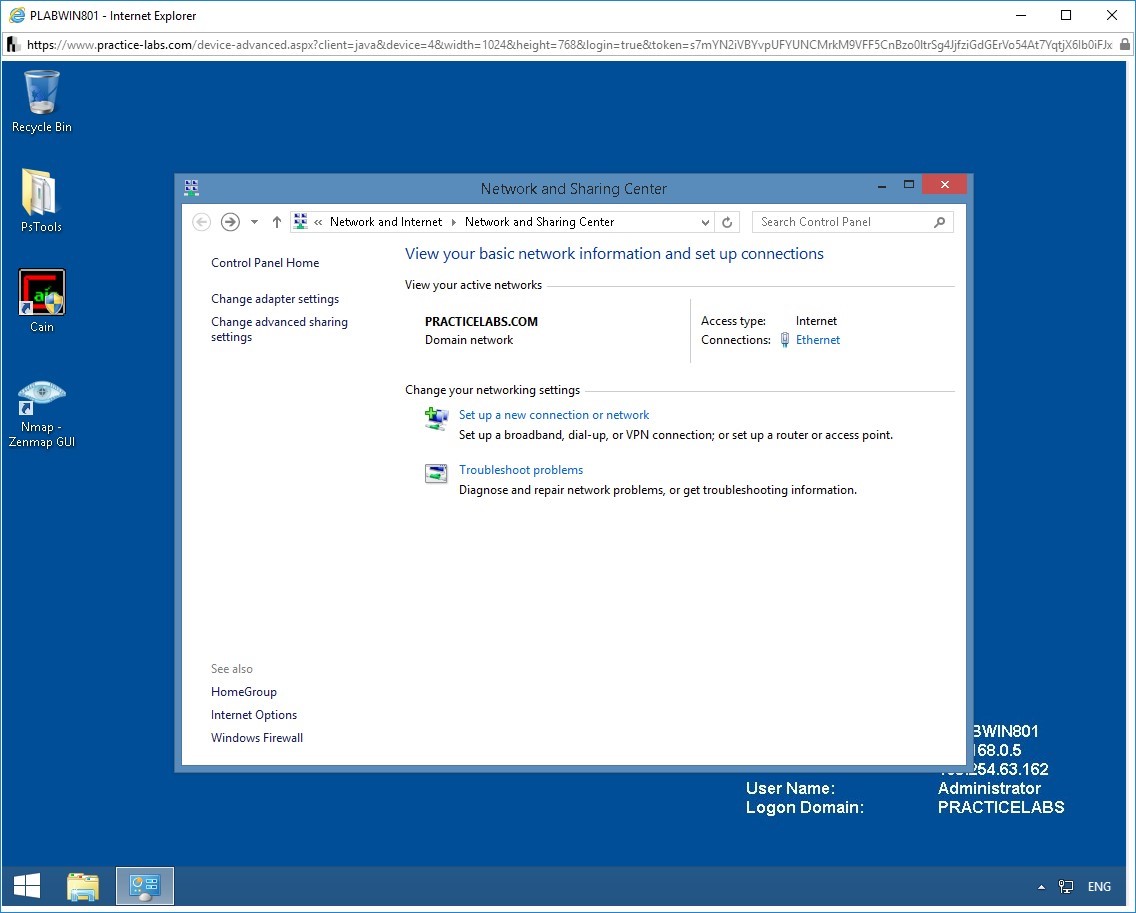 PLABWIN801 - Internet Explorer
https://www.practice-labs.com/device-advanced.aspx?client=java&device=4&width=1024&height=768&login=true&token=s7mYN2iVBYvpUFYUNCMrkM9VFF5CnBzo0ItrSg4JjfziGdGErVo54At7YqtjX6Ib0iFJx
Recycle Bin
PsTools
Cain
Nmap -
Zenmap GUI
Network and Sharing Center
« Network and Internet Network and Sharing Center
Search Control Panel
Control Panel Home
Change adapter settings
Change advanced sharing
settings
View your basic network information and set up connections
View your active networks
PRACTICELABS.COM
Domain network
Access type: Internet
Connections: Ethernet
Change your networking settings
Set up a new connection or network
Set up a broadband, dial-up, or VPN connection; or set up a router or access point.
Troubleshoot problems
Diagnose and repair network problems, or get troubleshooting information.
See also
HomeGroup
Internet Options
Windows Firewall
BWIN801
168.0.5
254.63.162
User Name: Administrator
Logon Domain: PRACTICELABS
ENG